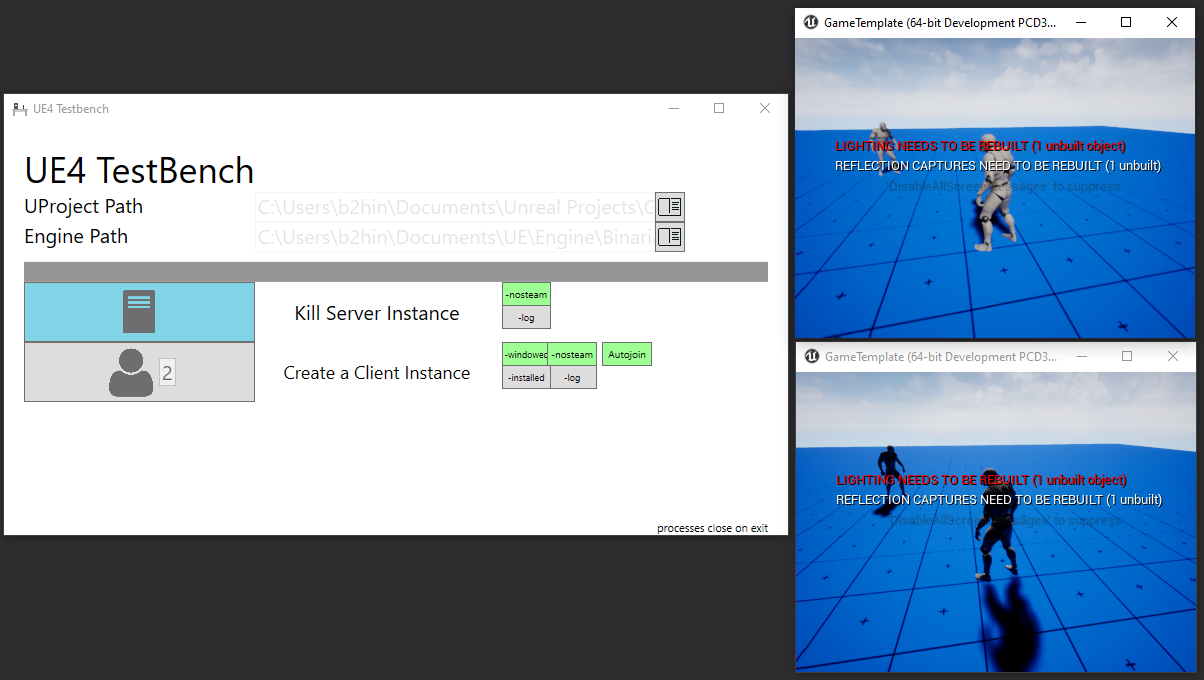 UE4 Testbench
UE4 TestBench
UProject Path
C:\Users\b2hin\Documents\Unreal Projects\G
Engine Path
C:\Users\b2hin\Documents\UE\Engine\Binari
Kill Server Instance
-nosteam
-log
2
Create a Client Instance
-windowed
-nosteam
Autojoin
-installed
-log
processes close on exit
GameTemplate (64-bit Development PCD3...
LIGHTING NEEDS TO BE REBUILT (1 unbuilt object)
REFLECTION CAPTURES NEED TO BE REBUILT (1 unbuilt)
'DisableAllScreenMessages' to suppress
GameTemplate (64-bit Development PCD3...
LIGHTING NEEDS TO BE REBUILT (1 unbuilt object)
REFLECTION CAPTURES NEED TO BE REBUILT (1 unbuilt)
'DisableAllScreenMessages' to suppress